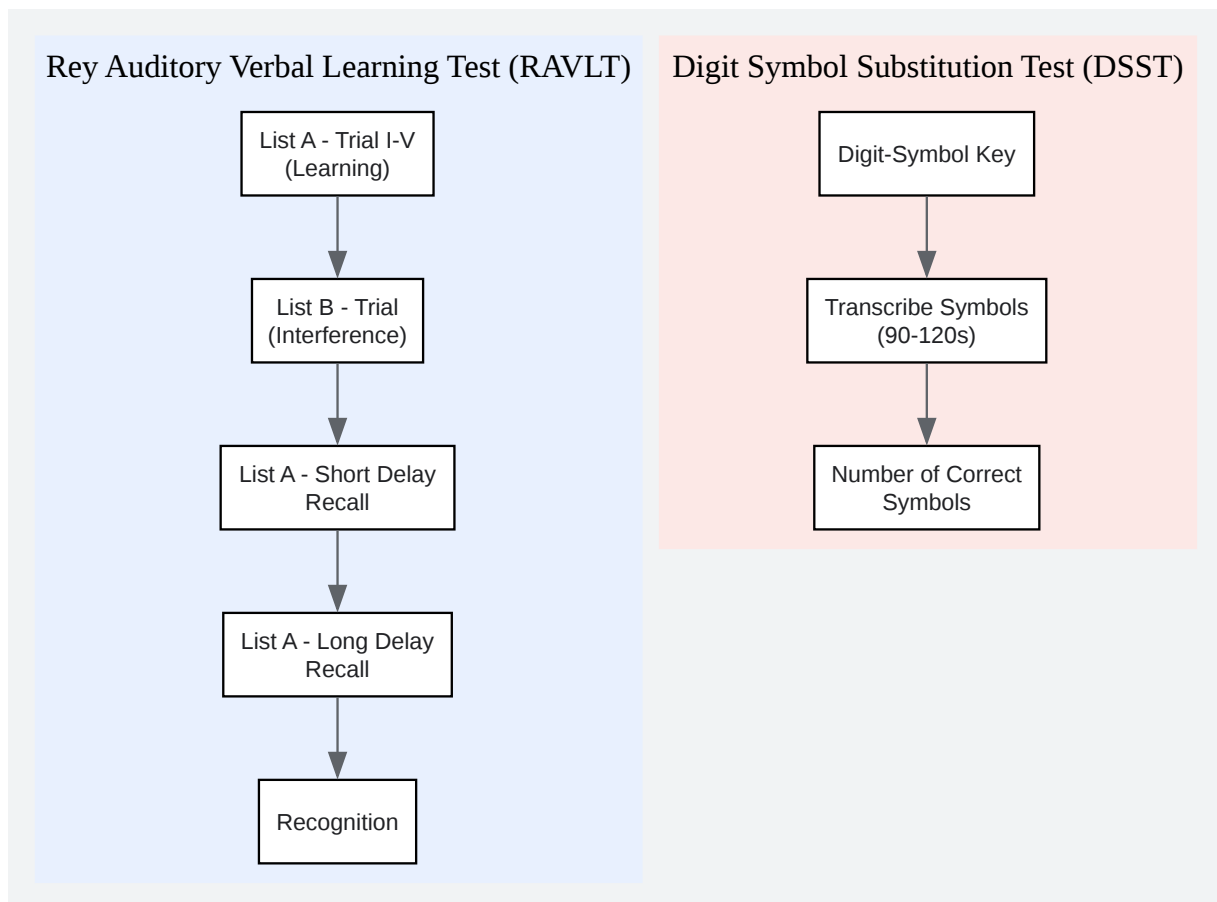 Rey Auditory Verbal Learning Test (RAVLT)
List A - Trial I-V
(Learning)
List B - Trial
(Interference)
List A - Short Delay
Recall
List A - Long Delay
Recall
Recognition
Digit Symbol Substitution Test (DSST)
Digit-Symbol Key
Transcribe Symbols
(90-120s)
Number of Correct
Symbols